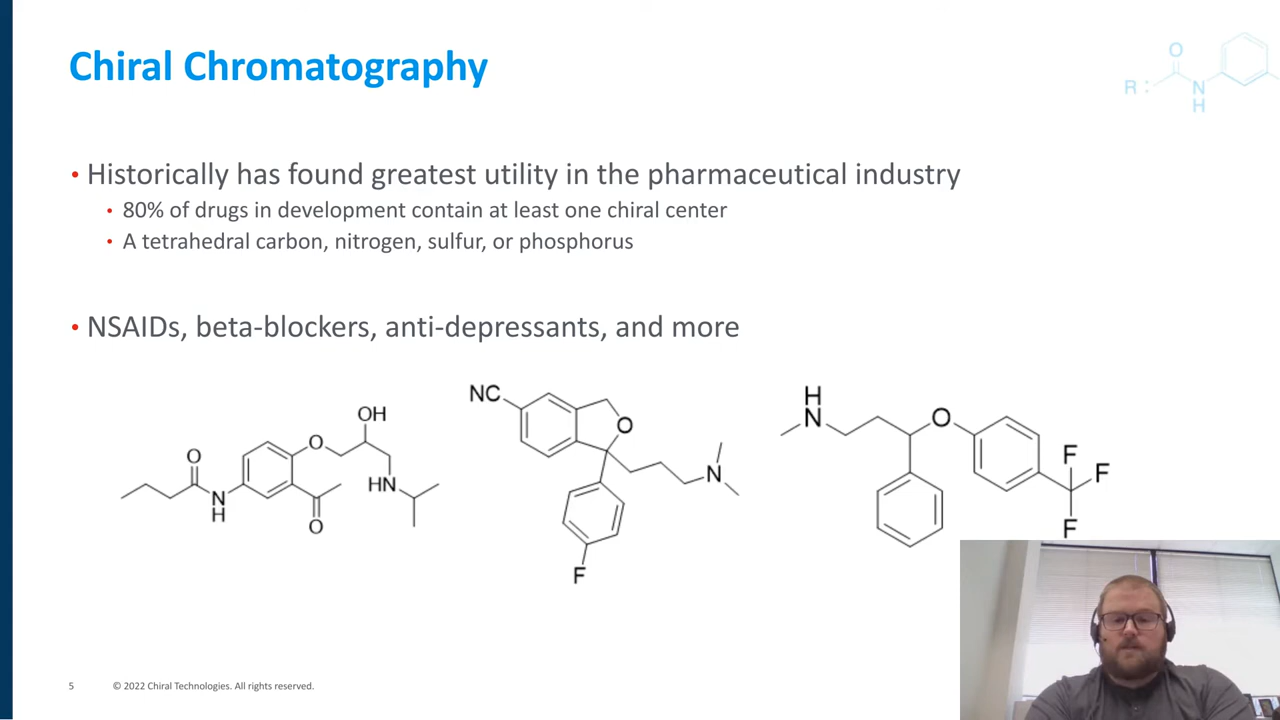 Chiral Chromatography
O
R :
N
H
• Historically has found greatest utility in the pharmaceutical industry
• 80% of drugs in development contain at least one chiral center
• A tetrahedral carbon, nitrogen, sulfur, or phosphorus
• NSAIDs, beta-blockers, anti-depressants, and more
O
N
H
O
O
OH
HN
NC
O
N
F
H
N
O
F
F
F
5
© 2022 Chiral Technologies. All rights reserved.